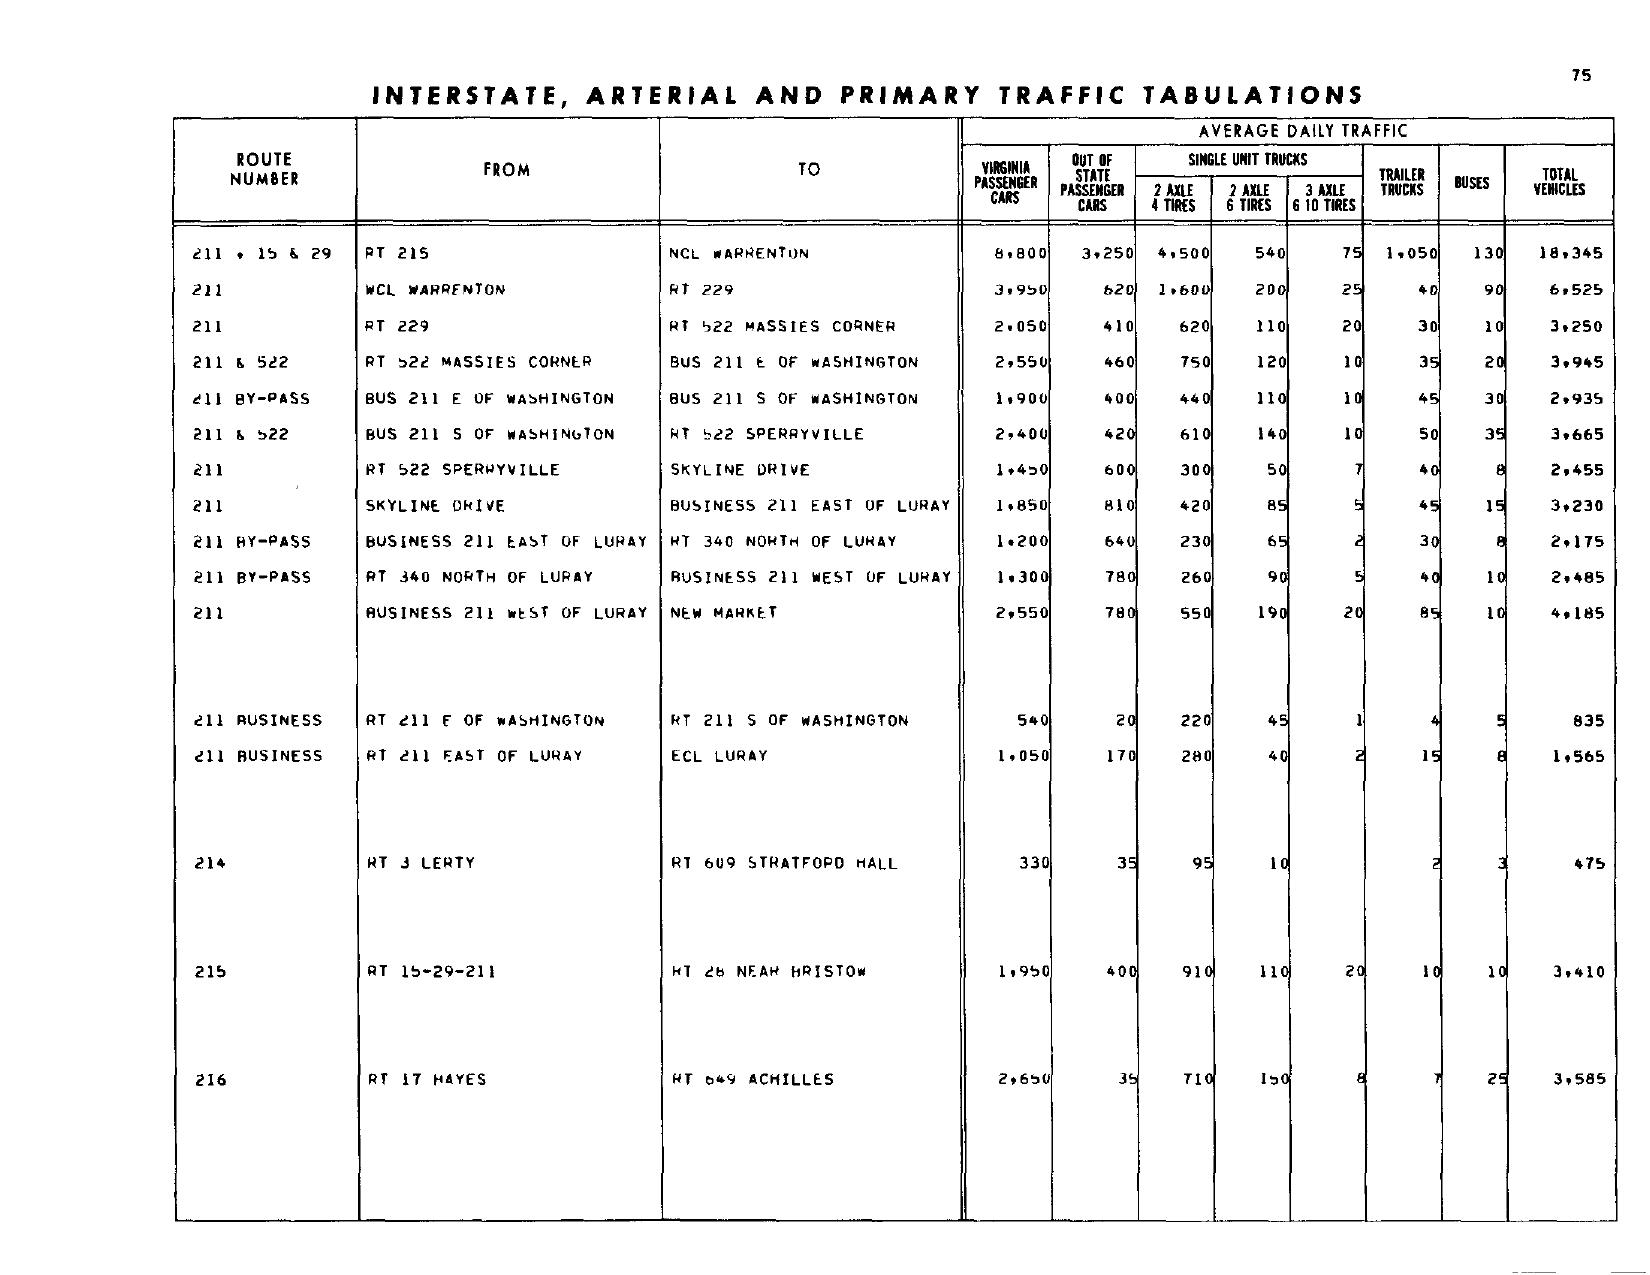 75
INTERSTATE, ARTERIAL AND PRIMARY TRAFFIC TABULATIONS
ROUTE NUMBER FROM TO AVERAGE DAILY TRAFFIC
VIRGINIA PASSENGER CARS OUT OF STATE PASSENGER CARS SINGLE UNIT TRUCKS 2 AXLE 4 TIRES 2 AXLE 6 TIRES 3 AXLE 6 10 TIRES TRAILER TRUCKS BUSES TOTAL VEHICLES
211 , 15 & 29 RT 215 NCL WARRENTON 8,800 3,250 4,500 540 75 1,050 130 18,345
211 WCL WARRENTON RT 229 3,950 620 1,600 200 25 40 90 6,525
211 RT 229 RT 522 MASSIES CORNER 2,050 410 620 110 20 30 10 3,250
211 & 522 RT 522 MASSIES CORNER BUS 211 E OF WASHINGTON 2,550 460 750 120 10 35 20 3,945
211 BY-PASS BUS 211 E OF WASHINGTON BUS 211 S OF WASHINGTON 1,900 400 440 110 10 45 30 2,935
211 & 522 BUS 211 S OF WASHINGTON RT 522 SPERRYVILLE 2,400 420 610 140 10 50 35 3,665
211 RT 522 SPERRYVILLE SKYLINE DRIVE 1,450 600 300 50 7 40 8 2,455
211 SKYLINE DRIVE BUSINESS 211 EAST OF LURAY 1,850 810 420 85 5 45 15 3,230
211 BY-PASS BUSINESS 211 EAST OF LURAY RT 340 NORTH OF LURAY 1,200 640 230 65 2 30 8 2,175
211 BY-PASS RT 340 NORTH OF LURAY BUSINESS 211 WEST OF LURAY 1,300 780 260 90 5 40 10 2,485
211 BUSINESS 211 WEST OF LURAY NEW MARKET 2,550 780 550 190 20 85 10 4,185
211 BUSINESS RT 211 E OF WASHINGTON RT 211 S OF WASHINGTON 540 20 220 45 1 4 5 835
211 BUSINESS RT 211 EAST OF LURAY ECL LURAY 1,050 170 280 40 2 15 8 1,565
214 RT 3 LERTY RT 609 STRATFORD HALL 330 35 95 10 2 3 475
215 RT 15-29-211 RT 28 NEAR BRISTOW 1,950 400 910 110 20 10 10 3,410
216 RT 17 HAYES RT 649 ACHILLES 2,650 35 710 150 8 7 25 3,585